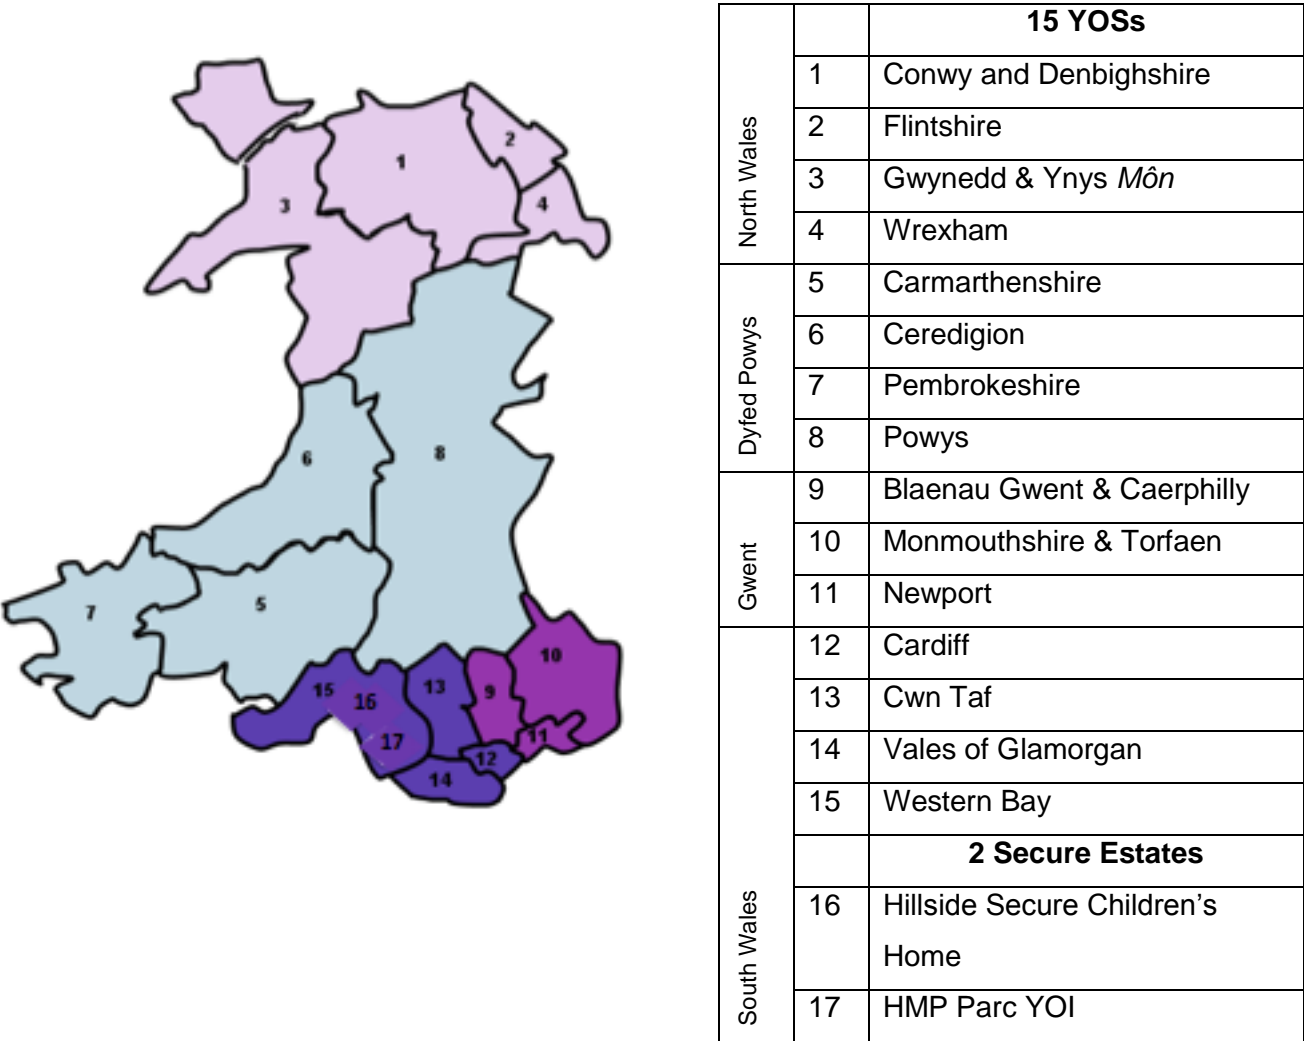 1
2
3
4
6
8
7
5
10
15
16
13
9
17
11
12
14
15 YOSs
North Wales
1 Conwy and Denbighshire
2 Flintshire
3 Gwynedd & Ynys Môn
4 Wrexham
Dyfed Powys
5 Carmarthenshire
6 Ceredigion
7 Pembrokeshire
8 Powys
Gwent
9 Blaenau Gwent & Caerphilly
10 Monmouthshire & Torfaen
11 Newport
South Wales
12 Cardiff
13 Cwn Taf
14 Vales of Glamorgan
15 Western Bay
2 Secure Estates
16 Hillside Secure Children’s
Home
17 HMP Parc YOI